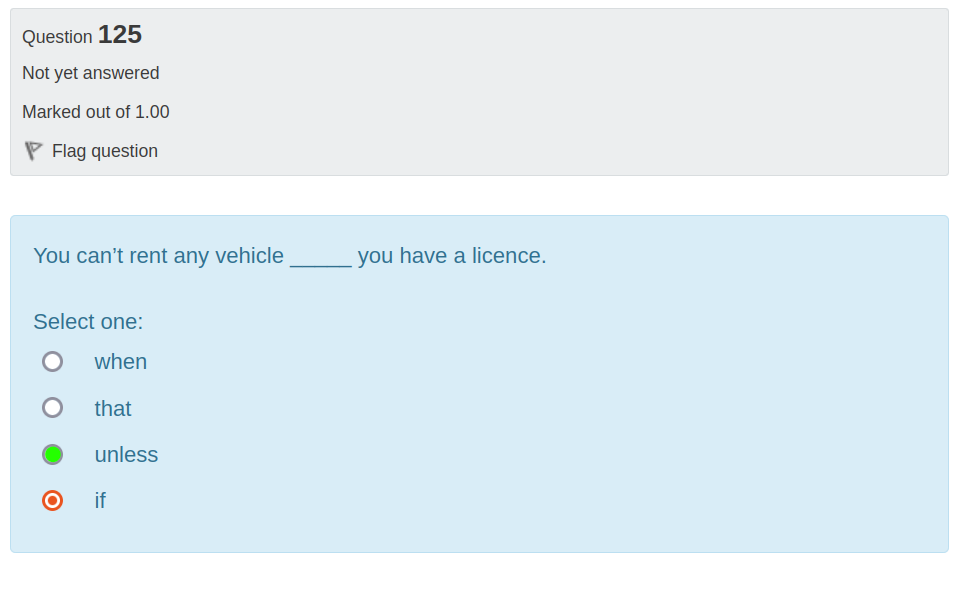 Question 125
Not yet answered
Marked out of 1.00
Flag question
You can’t rent any vehicle _____ you have a licence.
Select one:
when
that
unless
if